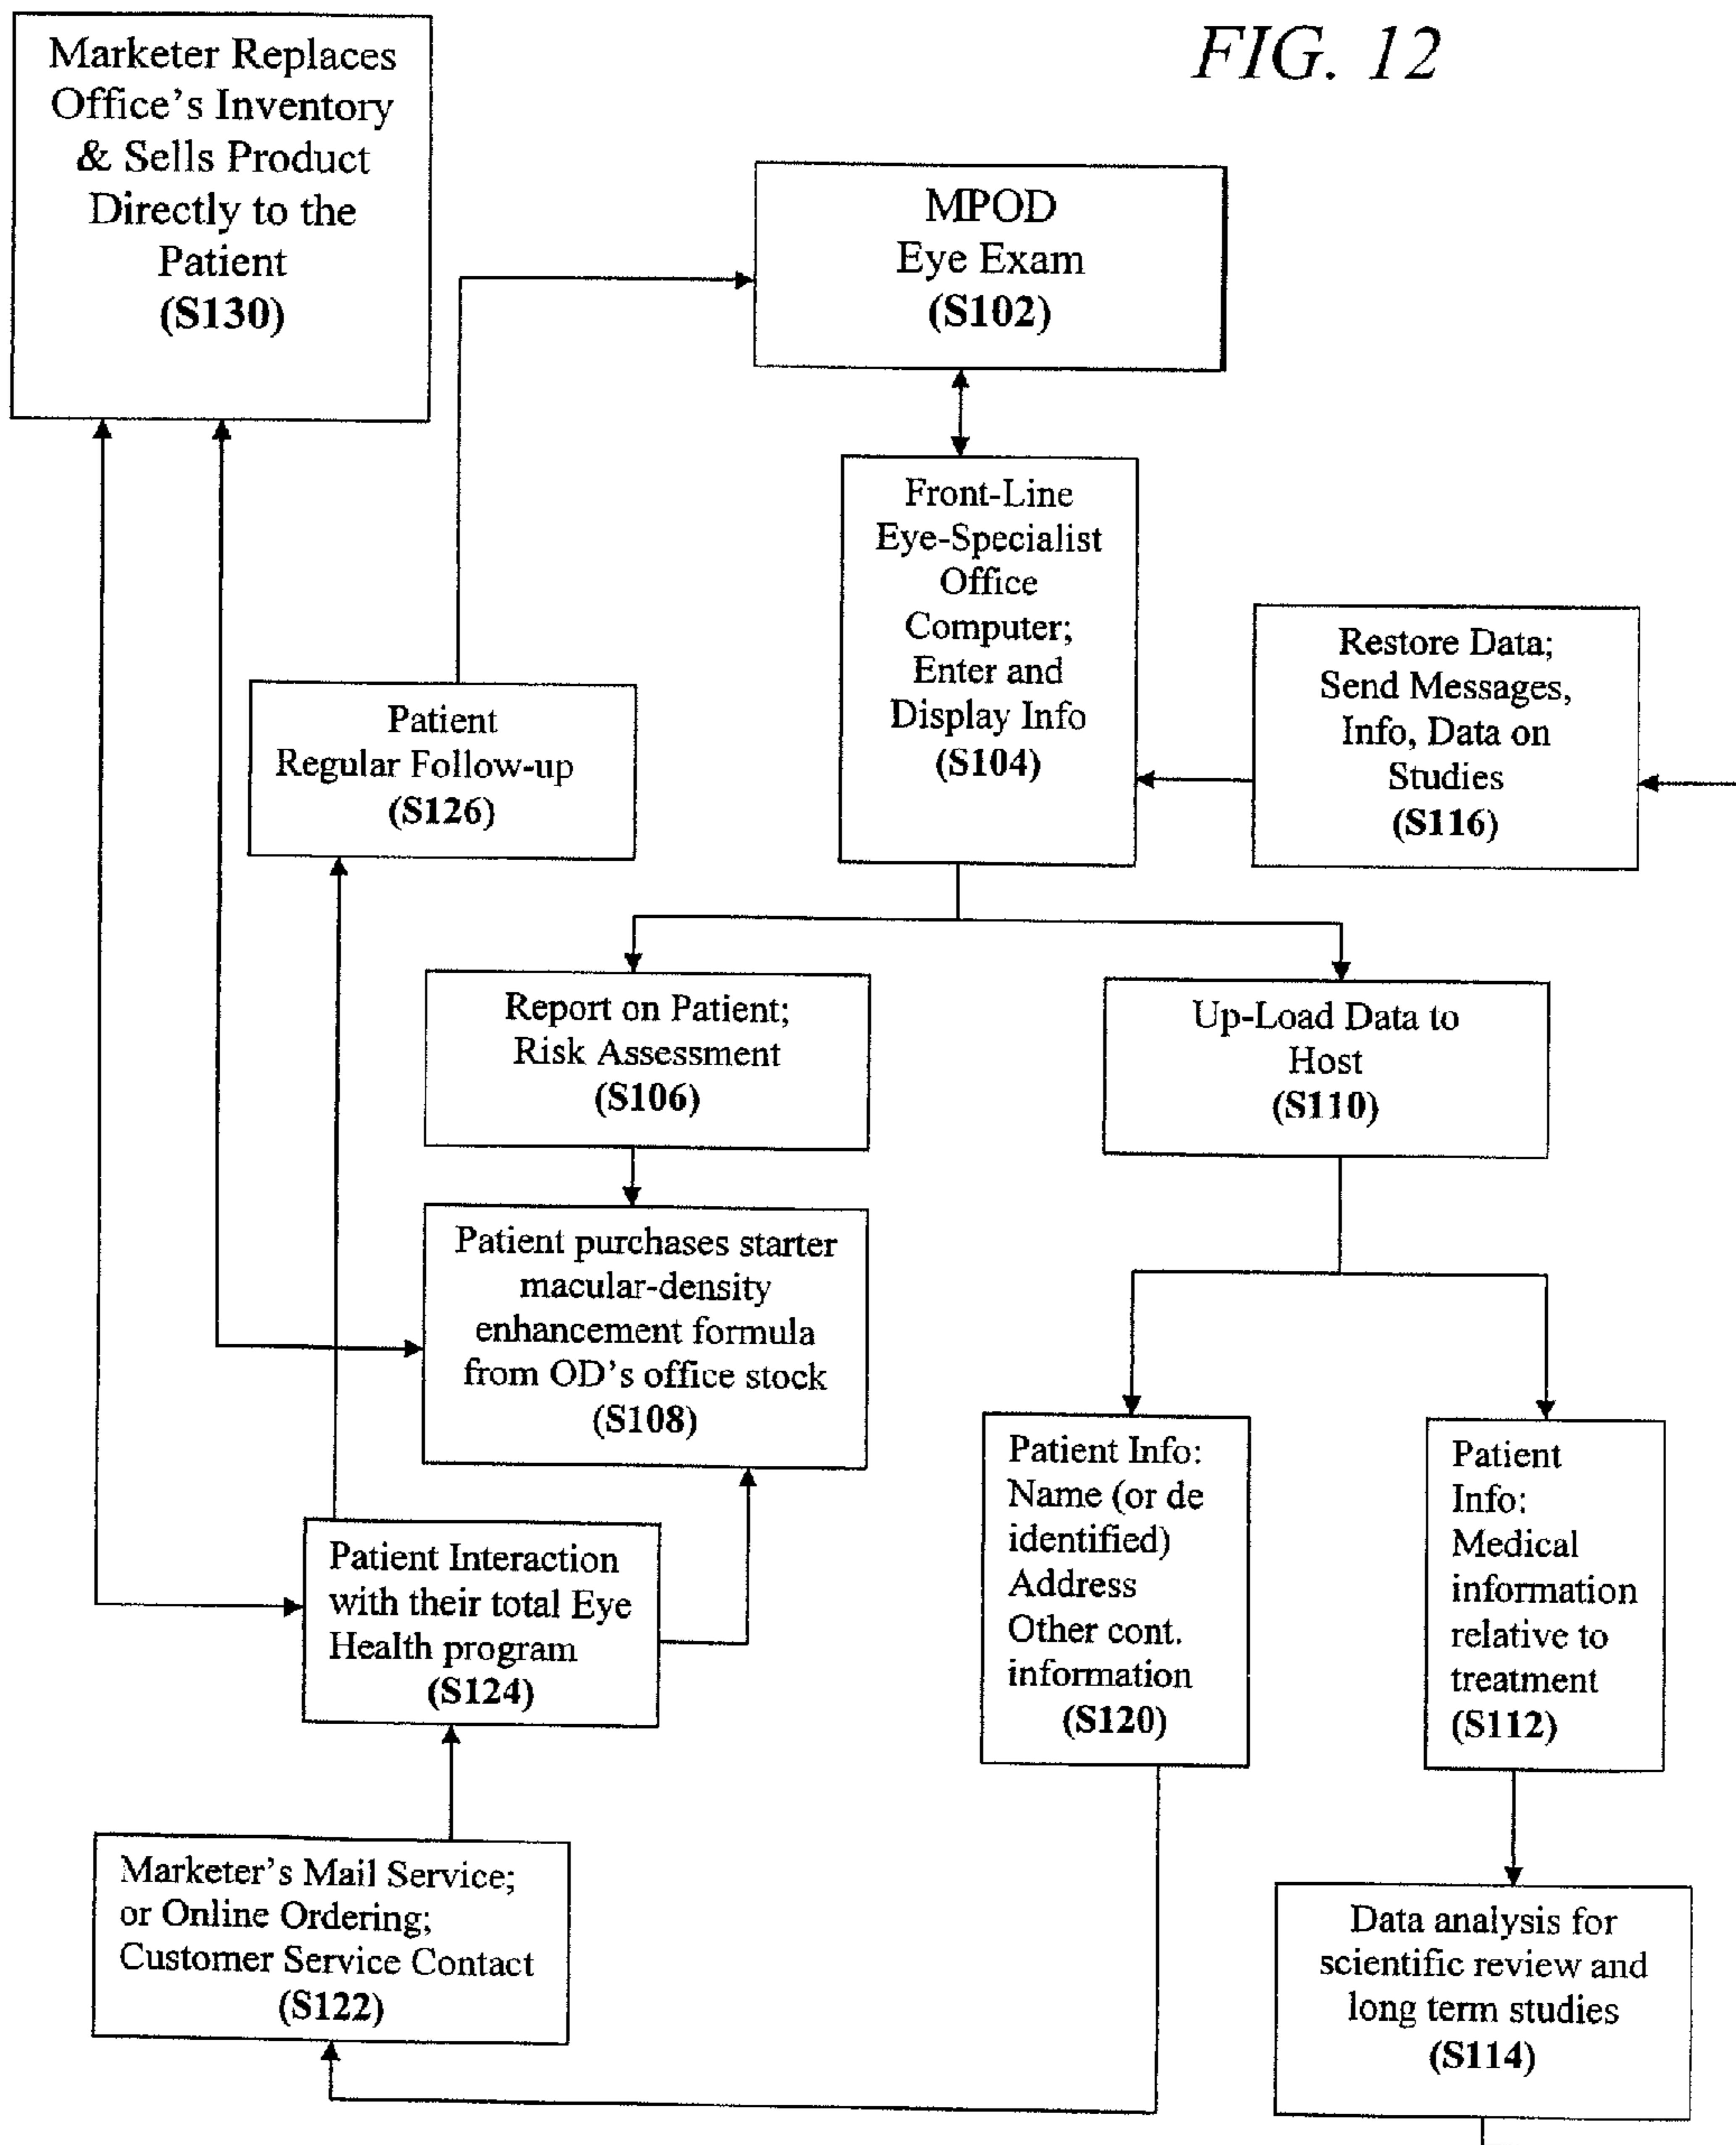 FIG. 12
Marketer Replaces
Office's Inventory
& Sells Product
Directly to the
Patient
(S130)
MPOD
Eye Exam
(S102)
Front-Line
Eye-Specialist
Office
Computer;
Enter and
Display Info
(S104)
Restore Data;
Send Messages,
Info, Data on
Studies
(S116)
Patient
Regular Follow-up
(S126)
Report on Patient;
Risk Assessment
(S106)
Up-Load Data to
Host
(S110)
Patient purchases starter
macular-density
enhancement formula
from OD's office stock
(S108)
Patient Info:
Name (or de
identified)
Address
Other cont.
information
(S120)
Patient
Info:
Medical
information
relative to
treatment
(S112)
Patient Interaction
with their total Eye
Health program
(S124)
Marketer's Mail Service;
or Online Ordering;
Customer Service Contact
(S122)
Data analysis for
scientific review and
long term studies
(S114)